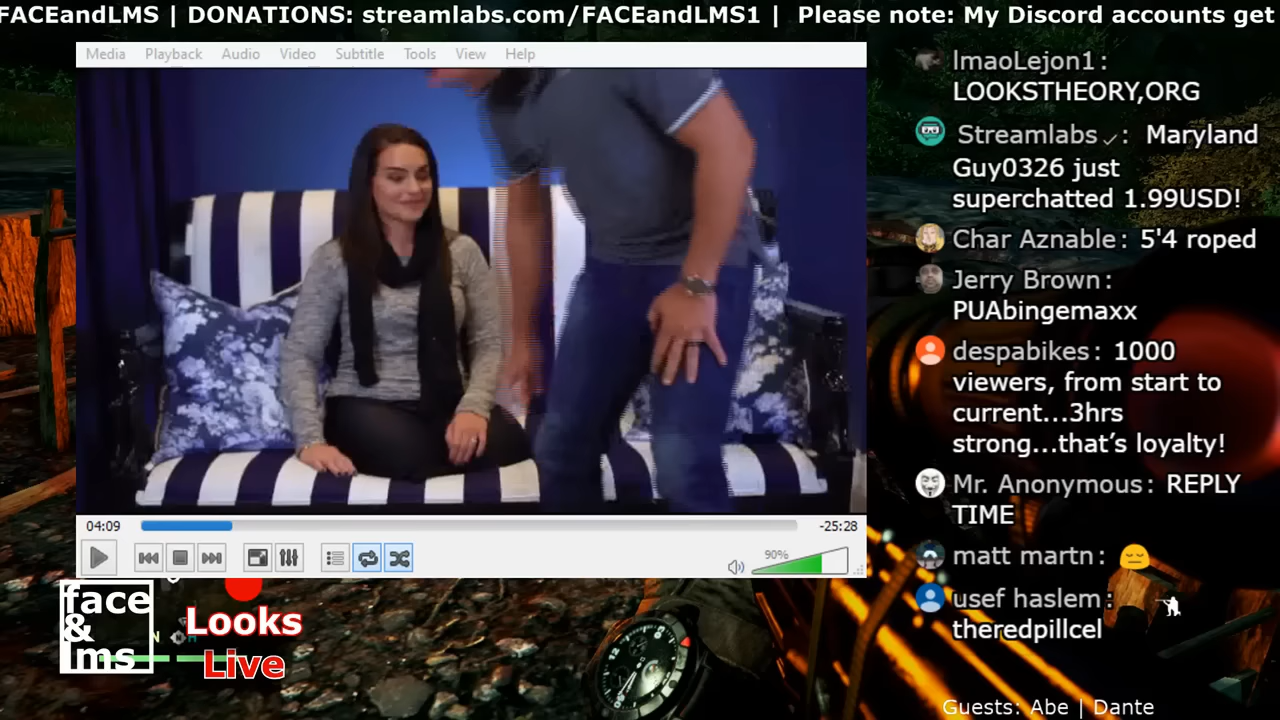 FACEandLMS | DONATIONS: streamlabs.com/FACEandLMS1 | Please note: My Discord accounts get
Media Playback Audio Video Subtitle Tools View Help
04:09
-25:28
90%
face
&
lms
Looks
Live
lmaoLejon1:
LOOKSTHEORY,ORG
Streamlabs ✓: Maryland
Guy0326 just
superchatted 1.99USD!
Char Aznable: 5'4 roped
Jerry Brown:
PUAbingemaxx
despabikes: 1000
viewers, from start to
current...3hrs
strong...that's loyalty!
Mr. Anonymous: REPLY
TIME
matt martn: 😔
usef haslem:
theredpillcel
Guests: Abe | Dante